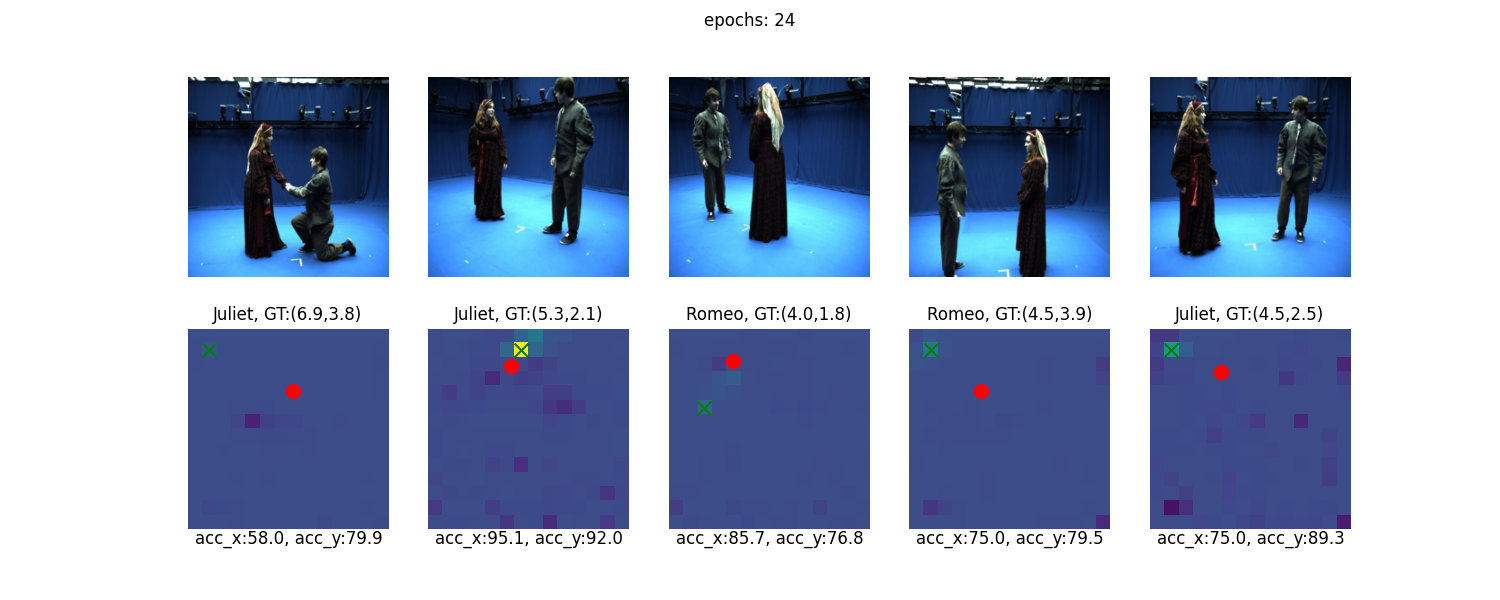 epochs: 24
Juliet, GT:(6.9,3.8)
Juliet, GT:(5.3,2.1)
Romeo, GT:(4.0,1.8)
Romeo, GT:(4.5,3.9)
Juliet, GT:(4.5,2.5)
acc_x:58.0, acc_y:79.9
acc_x:95.1, acc_y:92.0
acc_x:85.7, acc_y:76.8
acc_x:75.0, acc_y:79.5
acc_x:75.0, acc_y:89.3